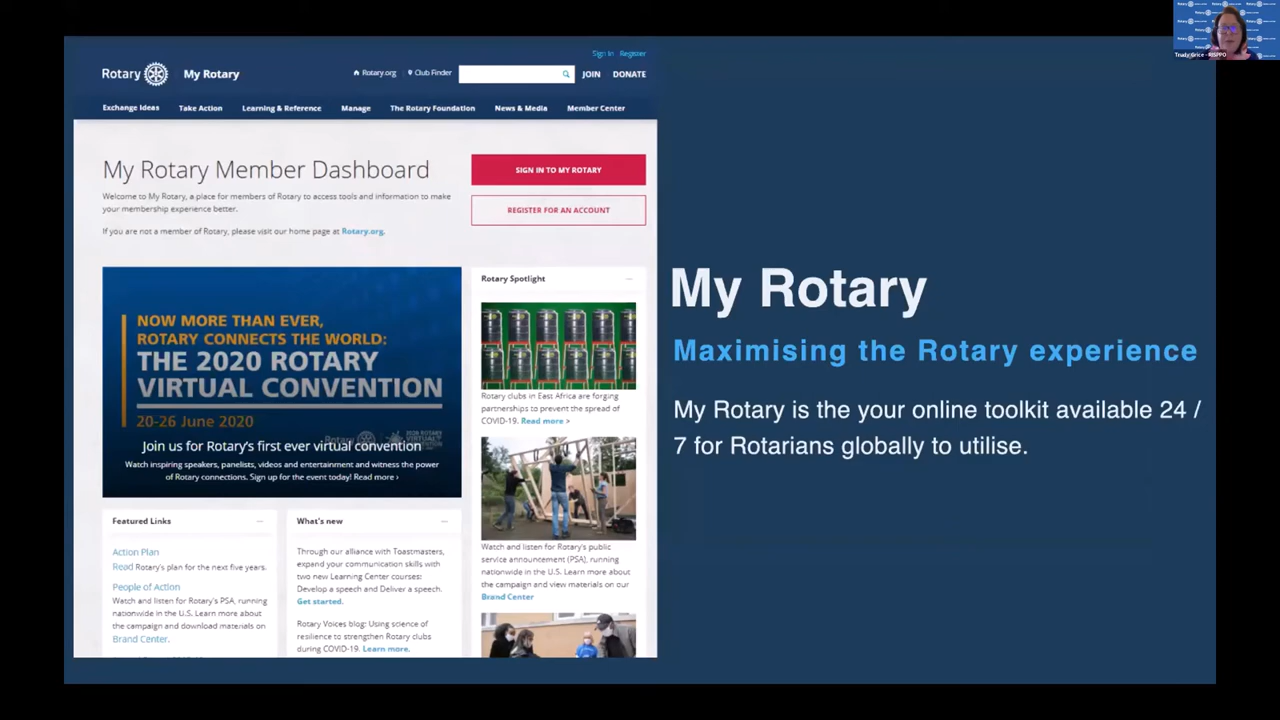 Sign In Register
Rotary My Rotary
Rotary.org Club Finder JOIN DONATE
Exchange Ideas Take Action Learning & Reference Manage The Rotary Foundation News & Media Member Center
My Rotary Member Dashboard
Welcome to My Rotary, a place for members of Rotary to access tools and information to make
your membership experience better.
If you are not a member of Rotary, please visit our home page at Rotary.org.
SIGN IN TO MY ROTARY
REGISTER FOR AN ACCOUNT
NOW MORE THAN EVER,
ROTARY CONNECTS THE WORLD:
THE 2020 ROTARY
VIRTUAL CONVENTION
20-26 June 2020
Join us for Rotary's first ever virtual convention
Watch inspiring speakers, panelists, videos and entertainment and witness the power
of Rotary connections. Sign up for the event today! Read more ›
Rotary Spotlight
Rotary clubs in East Africa are forging
partnerships to prevent the spread of
COVID-19. Read more >
Watch and listen for Rotary's public
service announcement (PSA), running
nationwide in the U.S. Learn more about
the campaign and view materials on our
Brand Center
Featured Links
Action Plan
Read Rotary's plan for the next five years.
People of Action
Watch and listen for Rotary's PSA, running
nationwide in the U.S. Learn more about
the campaign and download materials on
Brand Center.
What's new
Through our alliance with Toastmasters,
expand your communication skills with
two new Learning Center courses:
Develop a speech and Deliver a speech.
Get started.
Rotary Voices blog: Using science of
resilience to strengthen Rotary clubs
during COVID-19. Learn more.
My Rotary
Maximising the Rotary experience
My Rotary is the your online toolkit available 24 /
7 for Rotarians globally to utilise.
Trudy Grice - RISPPO